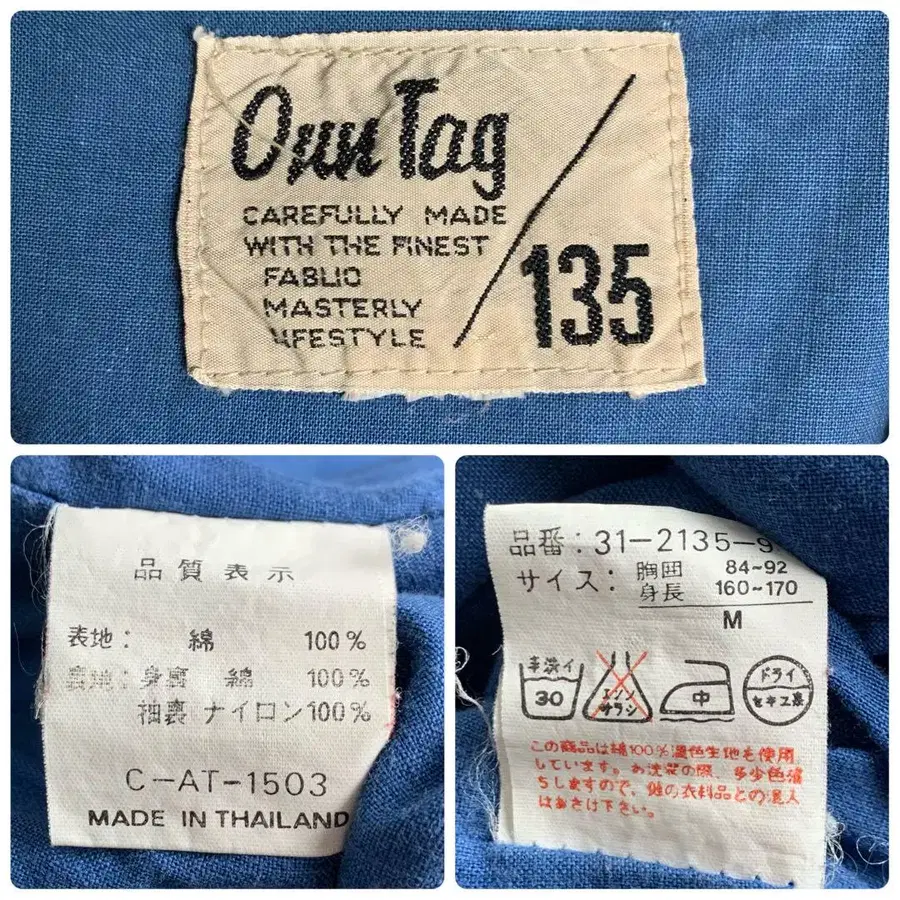 Own Tag
CAREFULLY MADE
WITH THE FINEST
FABLIC
MASTERLY
LIFESTYLE
135
品質表示
表地: 綿 100%
裏地:身裏 綿 100%
袖裏 ナイロン100%
C-AT-1503
MADE IN THAILAND
品番:31-2135-9
サイズ: 胸囲 84~92
身長 160~170
M
手洗イ
30
エンソ
サラシ
中
ドライ
セキユ系
この商品は綿100%濃色生地を使用
しています。お洗濯の際、多少色落
ちしますので、他の衣料品との混入
はおさけ下さい。